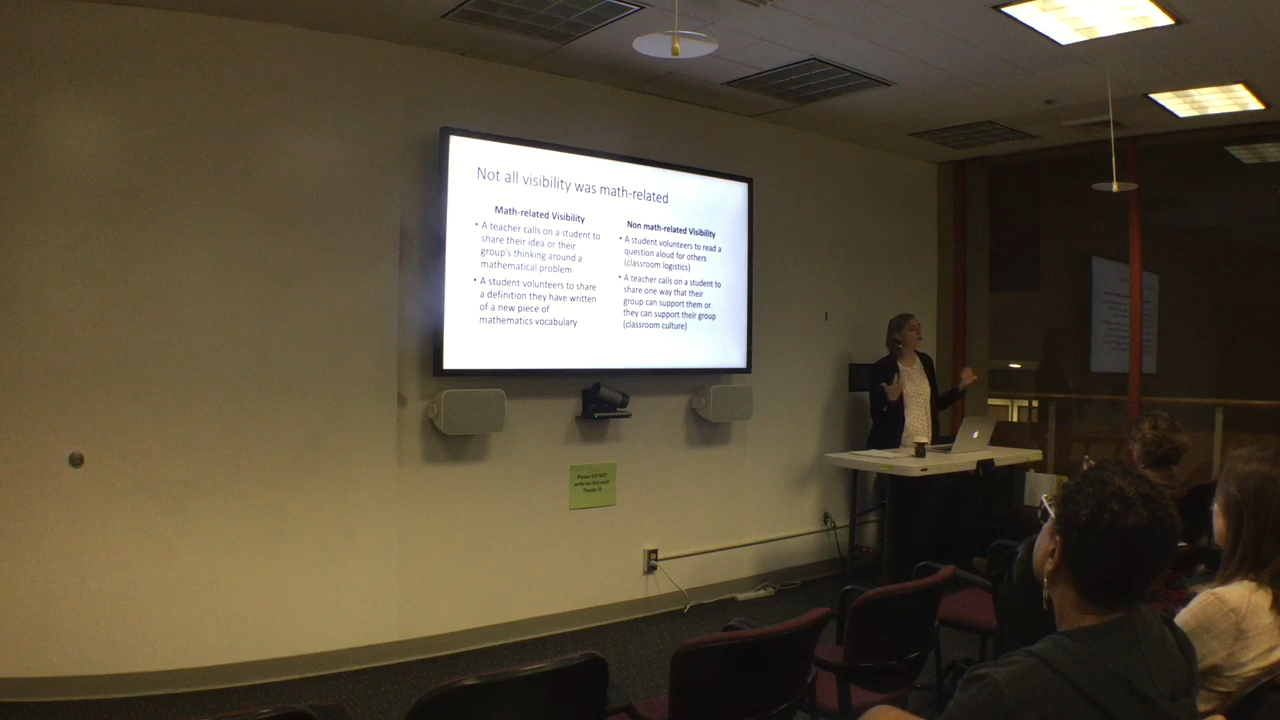 Not all visibility was math-related
Math-related Visibility
• A teacher calls on a student to
share their idea or their
group's thinking around a
mathematical problem
• A student volunteers to share
a definition they have written
of a new piece of
mathematics vocabulary
Non math-related Visibility
• A student volunteers to read a
question aloud for others
(classroom logistics)
• A teacher calls on a student to
share one way that their
group can support them or
they can support their group
(classroom culture)
Please DO NOT
write on this wall!
Thanks ☺